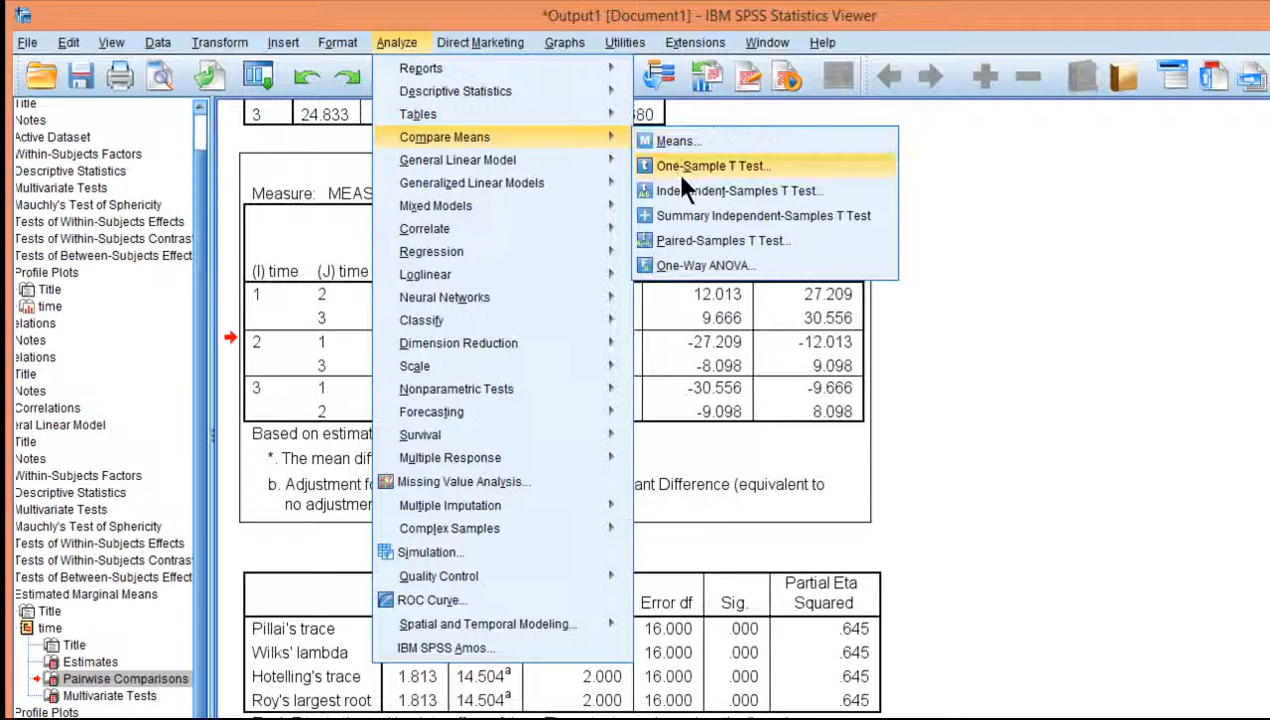 *Output1 [Document1] – IBM SPSS Statistics Viewer
File Edit View Data Transform Insert Format Analyze Direct Marketing Graphs Utilities Extensions Window Help
Title
Notes
Active Dataset
Within-Subjects Factors
Descriptive Statistics
Multivariate Tests
Mauchly's Test of Sphericity
Tests of Within-Subjects Effects
Tests of Within-Subjects Contras
Tests of Between-Subjects Effect
Profile Plots
Title
time
elations
Notes
elations
Title
Notes
Correlations
eral Linear Model
Title
Notes
Within-Subjects Factors
Descriptive Statistics
Multivariate Tests
Mauchly's Test of Sphericity
Tests of Within-Subjects Effects
Tests of Within-Subjects Contras
Tests of Between-Subjects Effect
Estimated Marginal Means
Title
time
Title
Estimates
Pairwise Comparisons
Multivariate Tests
Profile Plots
Reports
Descriptive Statistics
Tables
Compare Means
General Linear Model
Generalized Linear Models
Mixed Models
Correlate
Regression
Loglinear
Neural Networks
Classify
Dimension Reduction
Scale
Nonparametric Tests
Forecasting
Survival
Multiple Response
Missing Value Analysis...
Multiple Imputation
Complex Samples
Simulation...
Quality Control
ROC Curve...
Spatial and Temporal Modeling...
IBM SPSS Amos...
Means...
One-Sample T Test...
Independent-Samples T Test...
Summary Independent-Samples T Test
Paired-Samples T Test...
One-Way ANOVA...
3 24.833 80
Measure: MEAS
(I) time (J) time
1 2 12.013 27.209
3 9.666 30.556
2 1 -27.209 -12.013
3 -8.098 9.098
3 1 -30.556 -9.666
2 -9.098 8.098
Based on estimat
*. The mean dif
b. Adjustment fo ant Difference (equivalent to
no adjustmen
Error df Sig. Partial Eta Squared
Pillai's trace 16.000 .000 .645
Wilks' lambda 16.000 .000 .645
Hotelling's trace 1.813 14.504a 2.000 16.000 .000 .645
Roy's largest root 1.813 14.504a 2.000 16.000 .000 .645